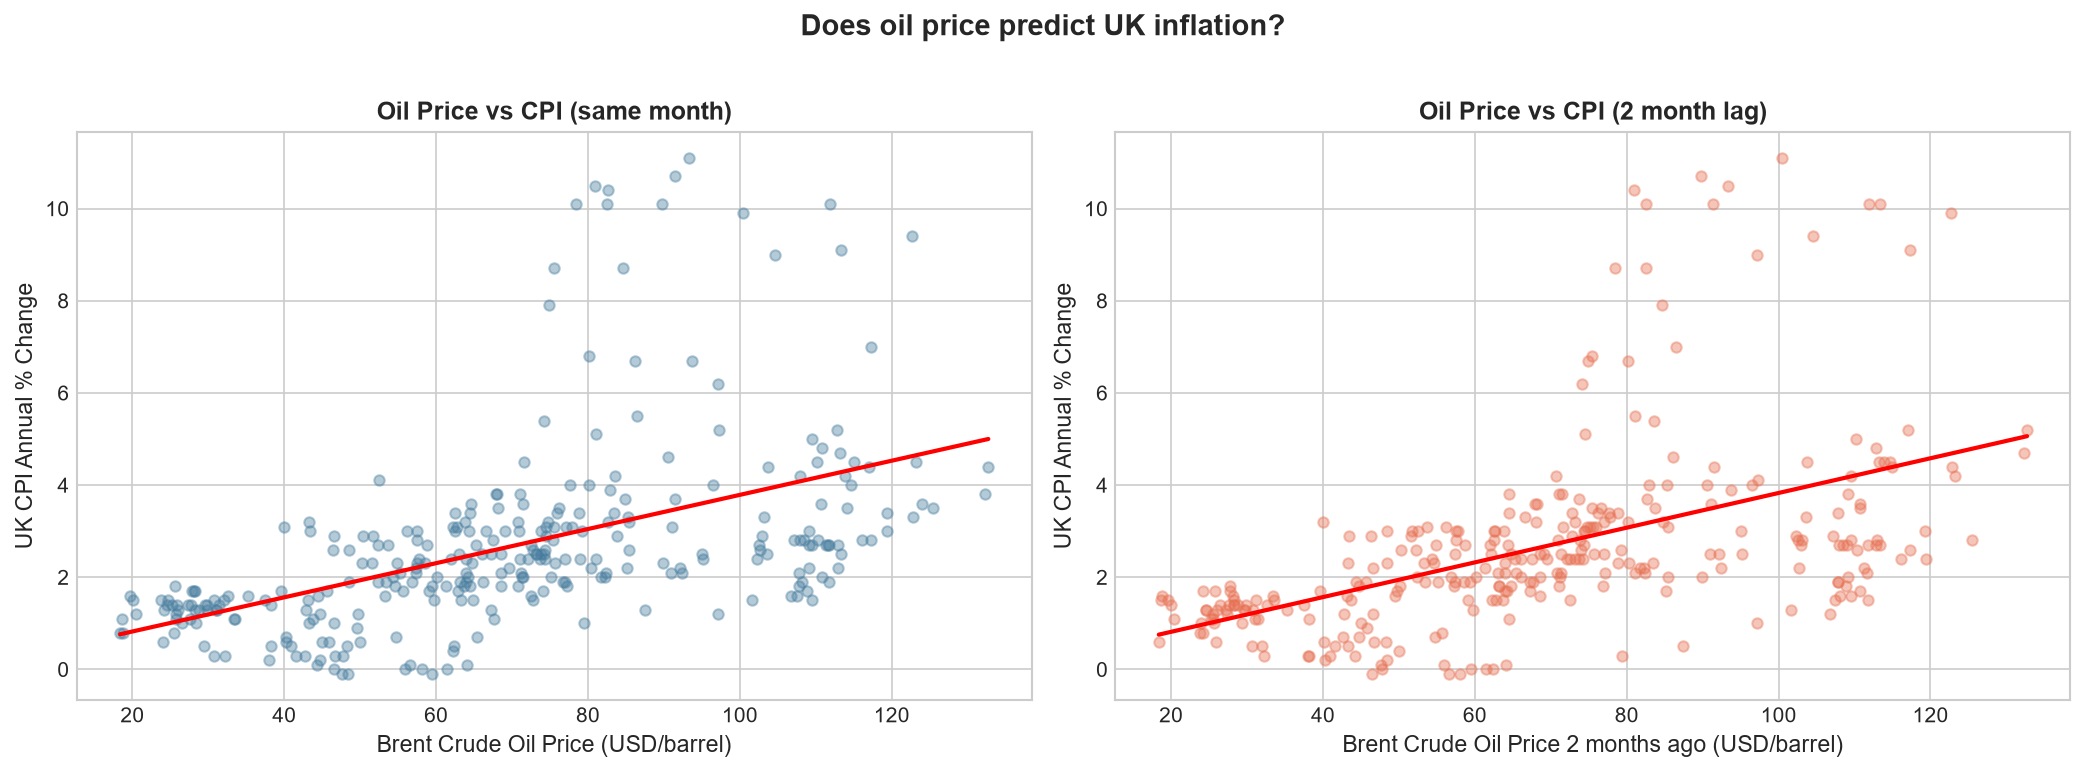 Does oil price predict UK inflation?
Oil Price vs CPI (same month)
UK CPI Annual % Change
10
8
6
4
2
0
20 40 60 80 100 120
Brent Crude Oil Price (USD/barrel)
Oil Price vs CPI (2 month lag)
UK CPI Annual % Change
10
8
6
4
2
0
20 40 60 80 100 120
Brent Crude Oil Price 2 months ago (USD/barrel)